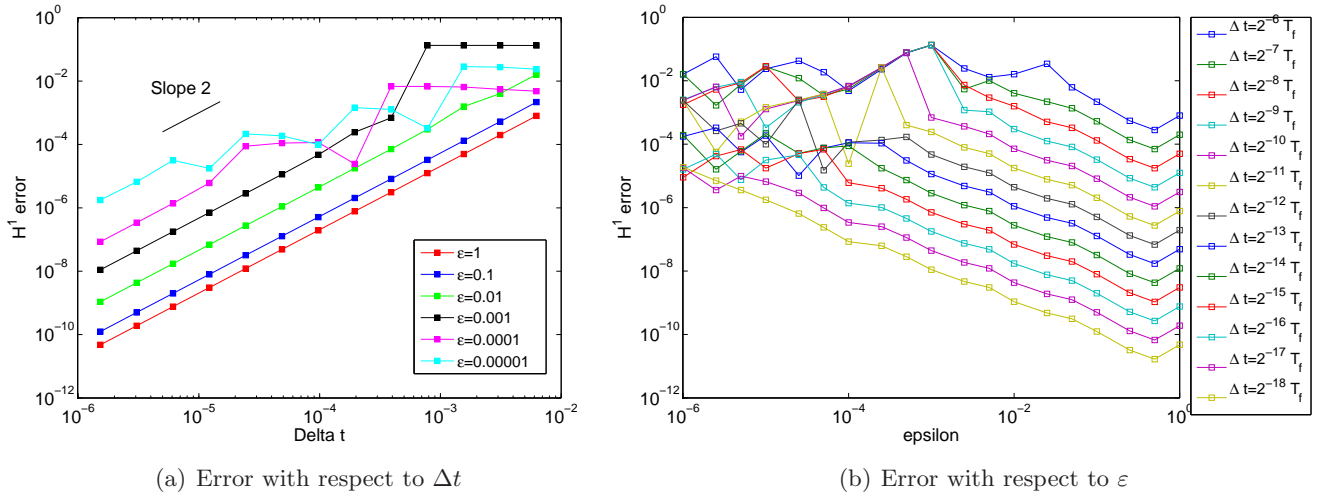 10^0
10^−2
10^−4
10^−6
10^−8
10^−10
10^−12
H^1 error
Slope 2
ε=1
ε=0.1
ε=0.01
ε=0.001
ε=0.0001
ε=0.00001
10^−6
10^−5
10^−4
10^−3
10^−2
Delta t
(a) Error with respect to Δt
10^0
10^−2
10^−4
10^−6
10^−8
10^−10
10^−12
H^1 error
10^−6
10^−4
10^−2
10^0
epsilon
Δ t=2^−6 T_f
Δ t=2^−7 T_f
Δ t=2^−8 T_f
Δ t=2^−9 T_f
Δ t=2^−10 T_f
Δ t=2^−11 T_f
Δ t=2^−12 T_f
Δ t=2^−13 T_f
Δ t=2^−14 T_f
Δ t=2^−15 T_f
Δ t=2^−16 T_f
Δ t=2^−17 T_f
Δ t=2^−18 T_f
(b) Error with respect to ε